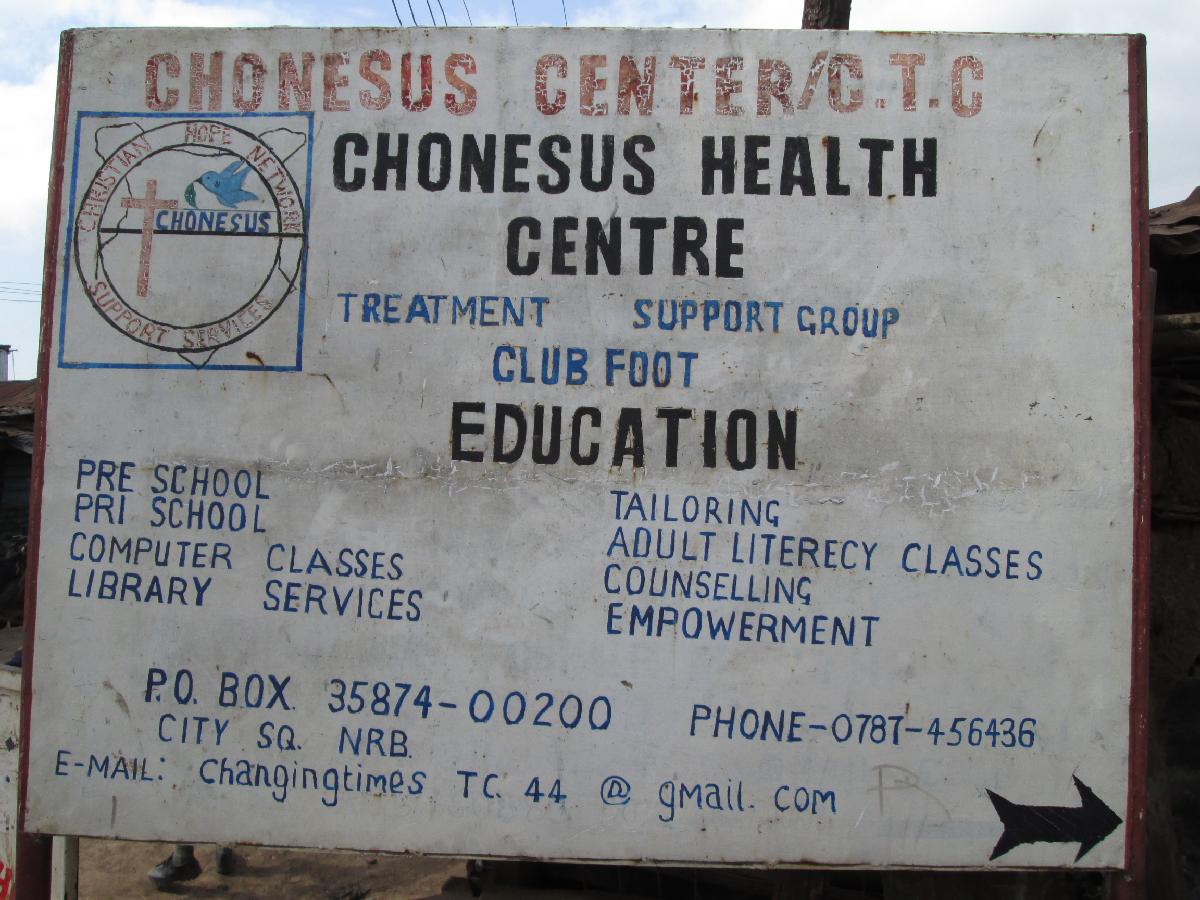 CHONESUS CENTER/C.T.C
CHRISTIAN HOPE NETWORK
CHONESUS
SUPPORT SERVICES
CHONESUS HEALTH
CENTRE
TREATMENT SUPPORT GROUP
CLUB FOOT
EDUCATION
PRE SCHOOL
PRI SCHOOL
COMPUTER CLASSES
LIBRARY SERVICES
TAILORING
ADULT LITERECY CLASSES
COUNSELLING
EMPOWERMENT
P.O. BOX. 35874-00200
CITY SQ. NRB.
PHONE-0787-456436
E-MAIL: changingtimes TC. 44 @ gmail. com